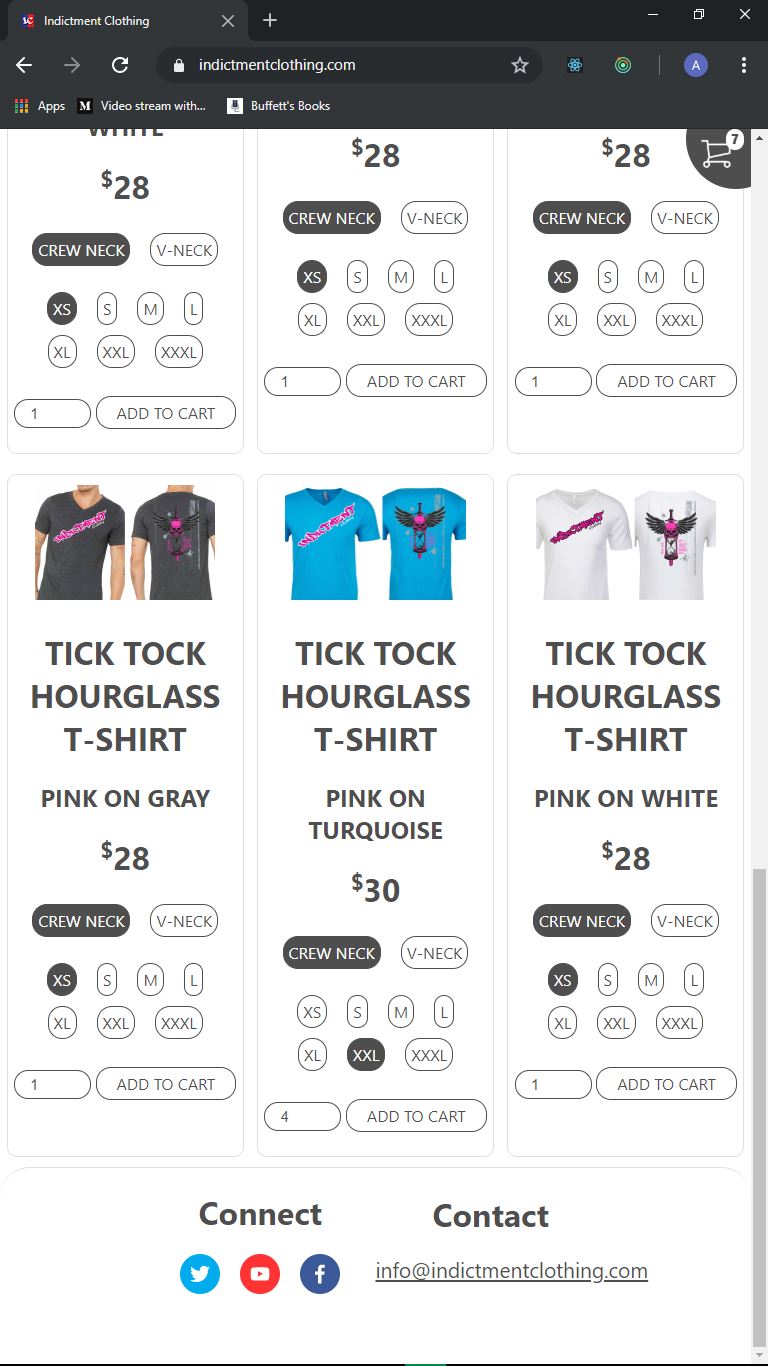 Indictment Clothing
indictmentclothing.com
A
Apps
M Video stream with...
Buffett's Books
7
WHITE
$28
CREW NECK V-NECK
XS S M L
XL XXL XXXL
1 ADD TO CART
$28
CREW NECK V-NECK
XS S M L
XL XXL XXXL
1 ADD TO CART
$28
CREW NECK V-NECK
XS S M L
XL XXL XXXL
1 ADD TO CART
INDICTMENT
TICK TOCK
HOURGLASS
T-SHIRT
PINK ON GRAY
$28
CREW NECK V-NECK
XS S M L
XL XXL XXXL
1 ADD TO CART
INDICTMENT
TICK TOCK
HOURGLASS
T-SHIRT
PINK ON
TURQUOISE
$30
CREW NECK V-NECK
XS S M L
XL XXL XXXL
4 ADD TO CART
INDICTMENT
TICK TOCK
HOURGLASS
T-SHIRT
PINK ON WHITE
$28
CREW NECK V-NECK
XS S M L
XL XXL XXXL
1 ADD TO CART
Connect
Contact
info@indictmentclothing.com